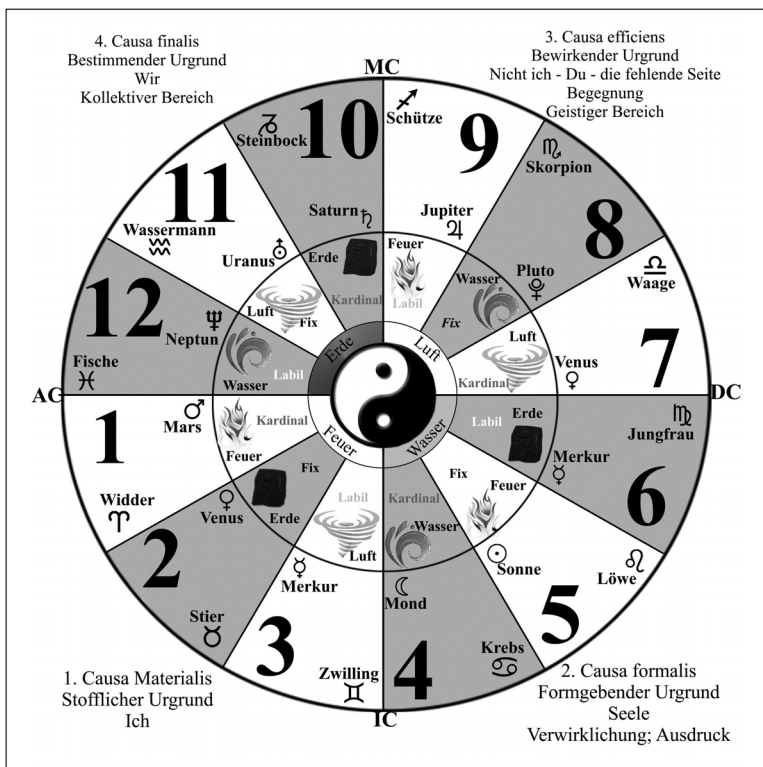 4. Causa finalis
Bestimmender Urgrund
Wir
Kollektiver Bereich
3. Causa efficiens
Bewirkender Urgrund
Nicht ich - Du - die fehlende Seite
Begegnung
Geistiger Bereich
MC
10
Steinbock
Saturn
Erde
Kardinal
9
Schütze
Jupiter
Feuer
Labil
11
Wassermann
Uranus
Luft
Fix
8
Skorpion
Pluto
Wasser
Fix
12
Neptun
Fische
Wasser
Labil
7
Waage
Venus
Luft
Kardinal
Erde
Luft
Feuer
Wasser
AC
DC
1
Mars
Widder
Kardinal
Feuer
6
Jungfrau
Merkur
Labil
Erde
2
Venus
Stier
Fix
Erde
5
Löwe
Sonne
Fix
Feuer
3
Merkur
Zwilling
Labil
Luft
4
Mond
Krebs
Kardinal
Wasser
IC
1. Causa Materialis
Stofflicher Urgrund
Ich
2. Causa formalis
Formgebender Urgrund
Seele
Verwirklichung; Ausdruck